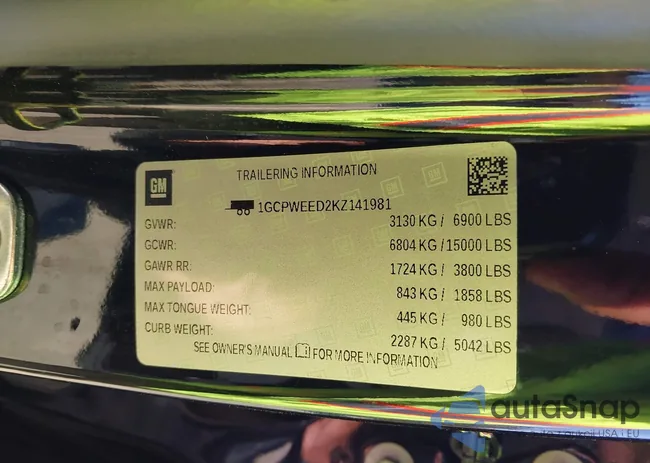 GM
TRAILERING INFORMATION
1GCPWEED2KZ141981
GVWR: 3130 KG / 6900 LBS
GCWR: 6804 KG / 15000 LBS
GAWR RR: 1724 KG / 3800 LBS
MAX PAYLOAD: 843 KG / 1858 LBS
MAX TONGUE WEIGHT: 445 KG / 980 LBS
CURB WEIGHT: 2287 KG / 5042 LBS
SEE OWNER'S MANUAL FOR MORE INFORMATION
autoSnap